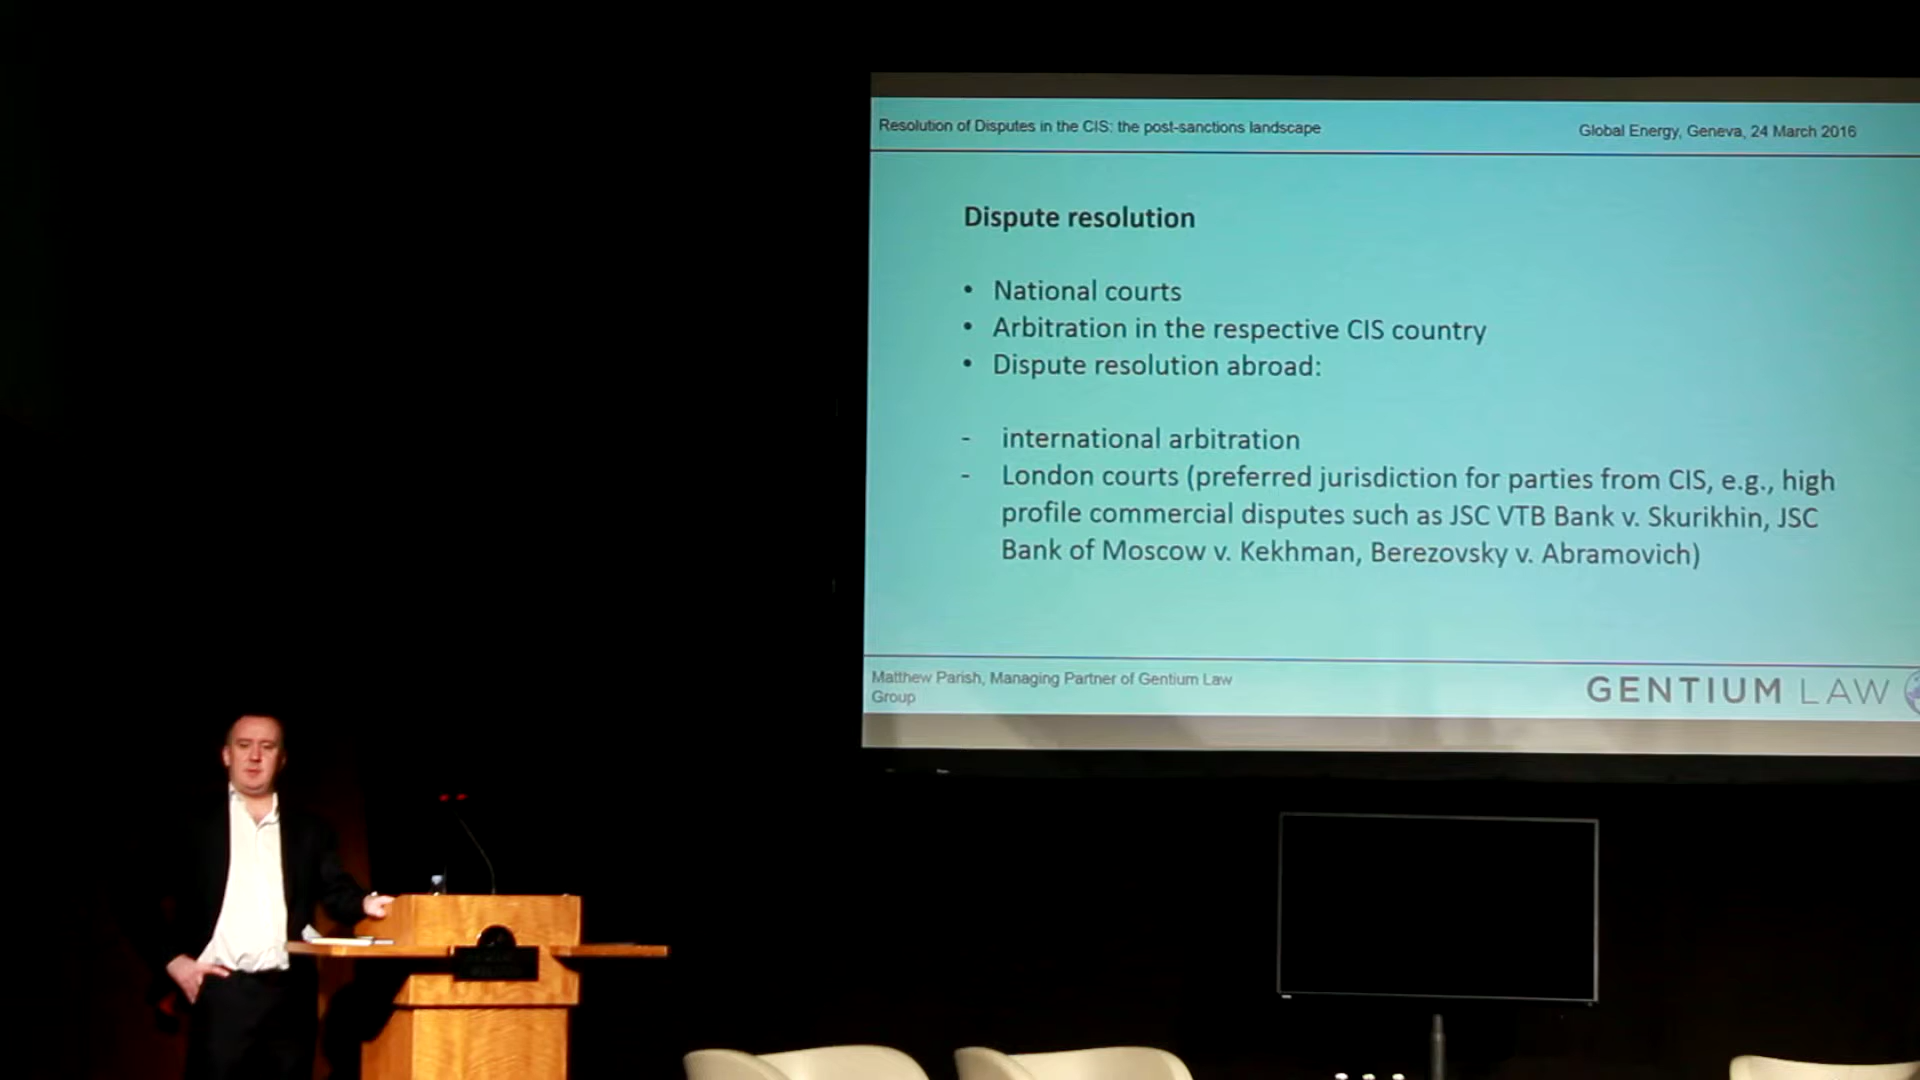 Resolution of Disputes in the CIS: the post-sanctions landscape
Global Energy, Geneva, 24 March 2016
Dispute resolution
• National courts
• Arbitration in the respective CIS country
• Dispute resolution abroad:
- international arbitration
- London courts (preferred jurisdiction for parties from CIS, e.g., high
profile commercial disputes such as JSC VTB Bank v. Skurikhin, JSC
Bank of Moscow v. Kekhman, Berezovsky v. Abramovich)
Matthew Parish, Managing Partner of Gentium Law
Group
GENTIUM LAW